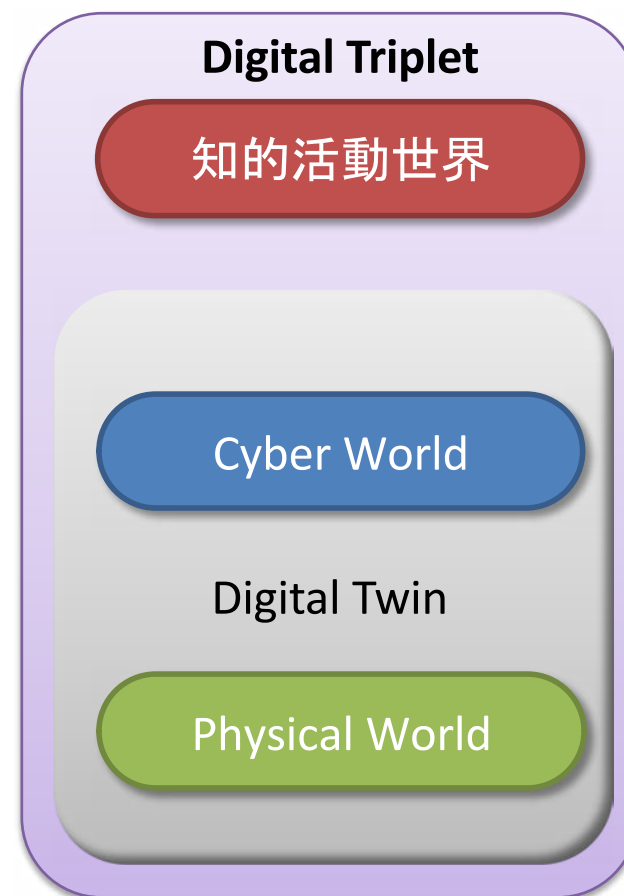 Digital Triplet
知的活動世界
Cyber World
Digital Twin
Physical World